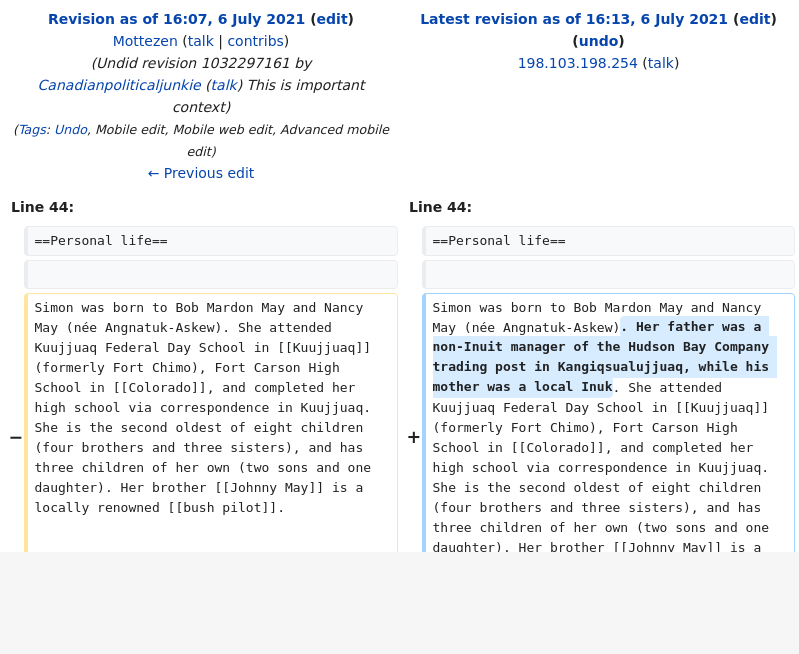 Revision as of 16:07, 6 July 2021 (edit)
Mottezen (talk | contribs)
(Undid revision 1032297161 by
Canadianpoliticaljunkie (talk) This is important
context)
(Tags: Undo, Mobile edit, Mobile web edit, Advanced mobile
edit)
← Previous edit
Latest revision as of 16:13, 6 July 2021 (edit)
(undo)
198.103.198.254 (talk)
Line 44:
Line 44:
==Personal life==
==Personal life==
−
Simon was born to Bob Mardon May and Nancy
May (née Angnatuk-Askew). She attended
Kuujjuaq Federal Day School in [[Kuujjuaq]]
(formerly Fort Chimo), Fort Carson High
School in [[Colorado]], and completed her
high school via correspondence in Kuujjuaq.
She is the second oldest of eight children
(four brothers and three sisters), and has
three children of her own (two sons and one
daughter). Her brother [[Johnny May]] is a
locally renowned [[bush pilot]].
+
Simon was born to Bob Mardon May and Nancy
May (née Angnatuk-Askew). Her father was a
non-Inuit manager of the Hudson Bay Company
trading post in Kangiqsualujjuaq, while his
mother was a local Inuk. She attended
Kuujjuaq Federal Day School in [[Kuujjuaq]]
(formerly Fort Chimo), Fort Carson High
School in [[Colorado]], and completed her
high school via correspondence in Kuujjuaq.
She is the second oldest of eight children
(four brothers and three sisters), and has
three children of her own (two sons and one
daughter). Her brother [[Johnny May]] is a